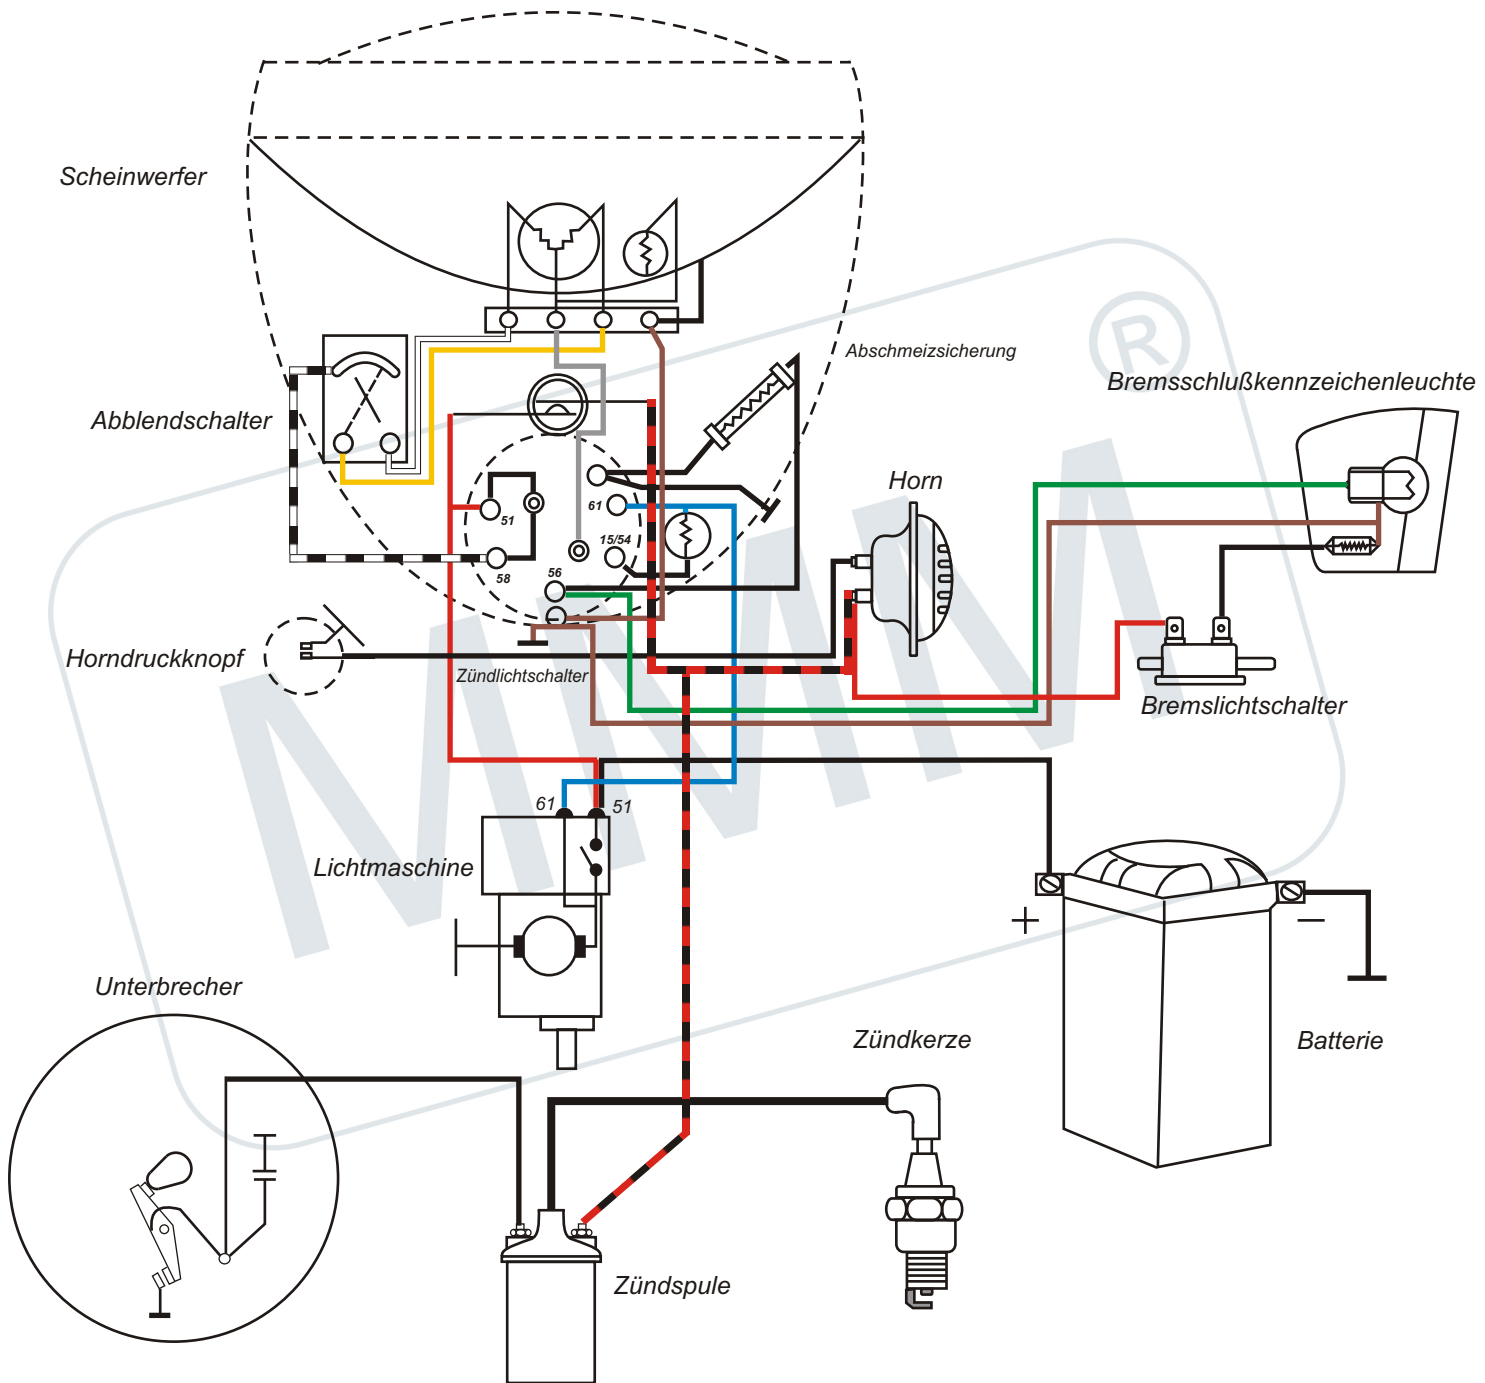 Scheinwerfer
®
Abschmeizsicherung
Bremsschlußkennzeichenleuchte
Abblendschalter
Horn
51
61
15/54
58
56
Horndruckknopf
Zündlichtschalter
Bremslichtschalter
MMM
61
51
Lichtmaschine
+
−
Unterbrecher
Zündkerze
Batterie
Zündspule